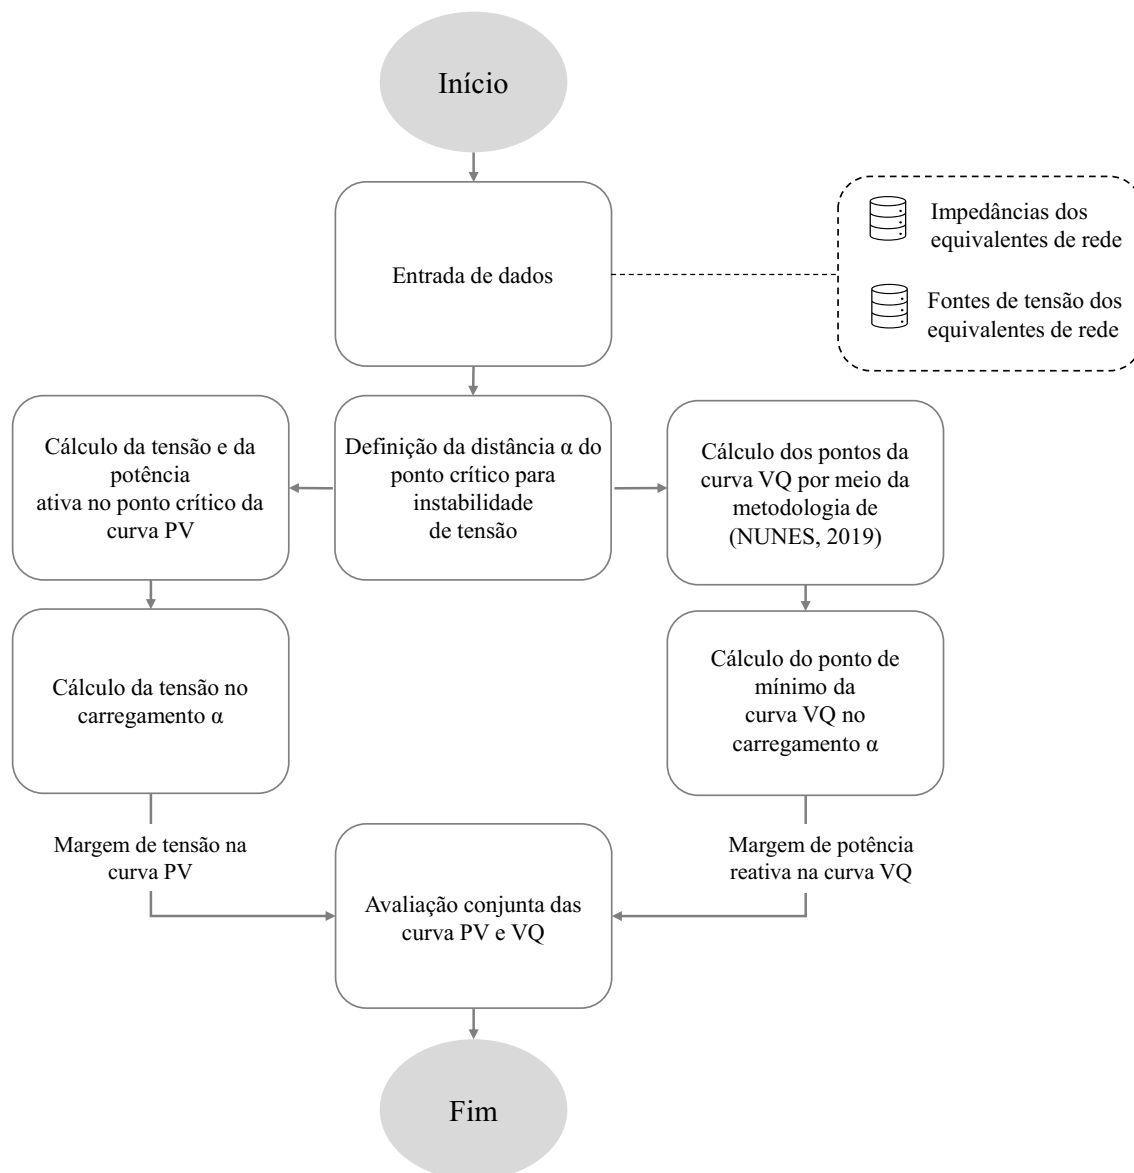 Início
Entrada de dados
Impedâncias dos
equivalentes de rede
Fontes de tensão dos
equivalentes de rede
Cálculo da tensão e da
potência
ativa no ponto crítico da
curva PV
Definição da distância α do
ponto crítico para
instabilidade
de tensão
Cálculo dos pontos da
curva VQ por meio da
metodologia de
(NUNES, 2019)
Cálculo da tensão no
carregamento α
Cálculo do ponto de
mínimo da
curva VQ no
carregamento α
Margem de tensão na
curva PV
Margem de potência
reativa na curva VQ
Avaliação conjunta das
curva PV e VQ
Fim